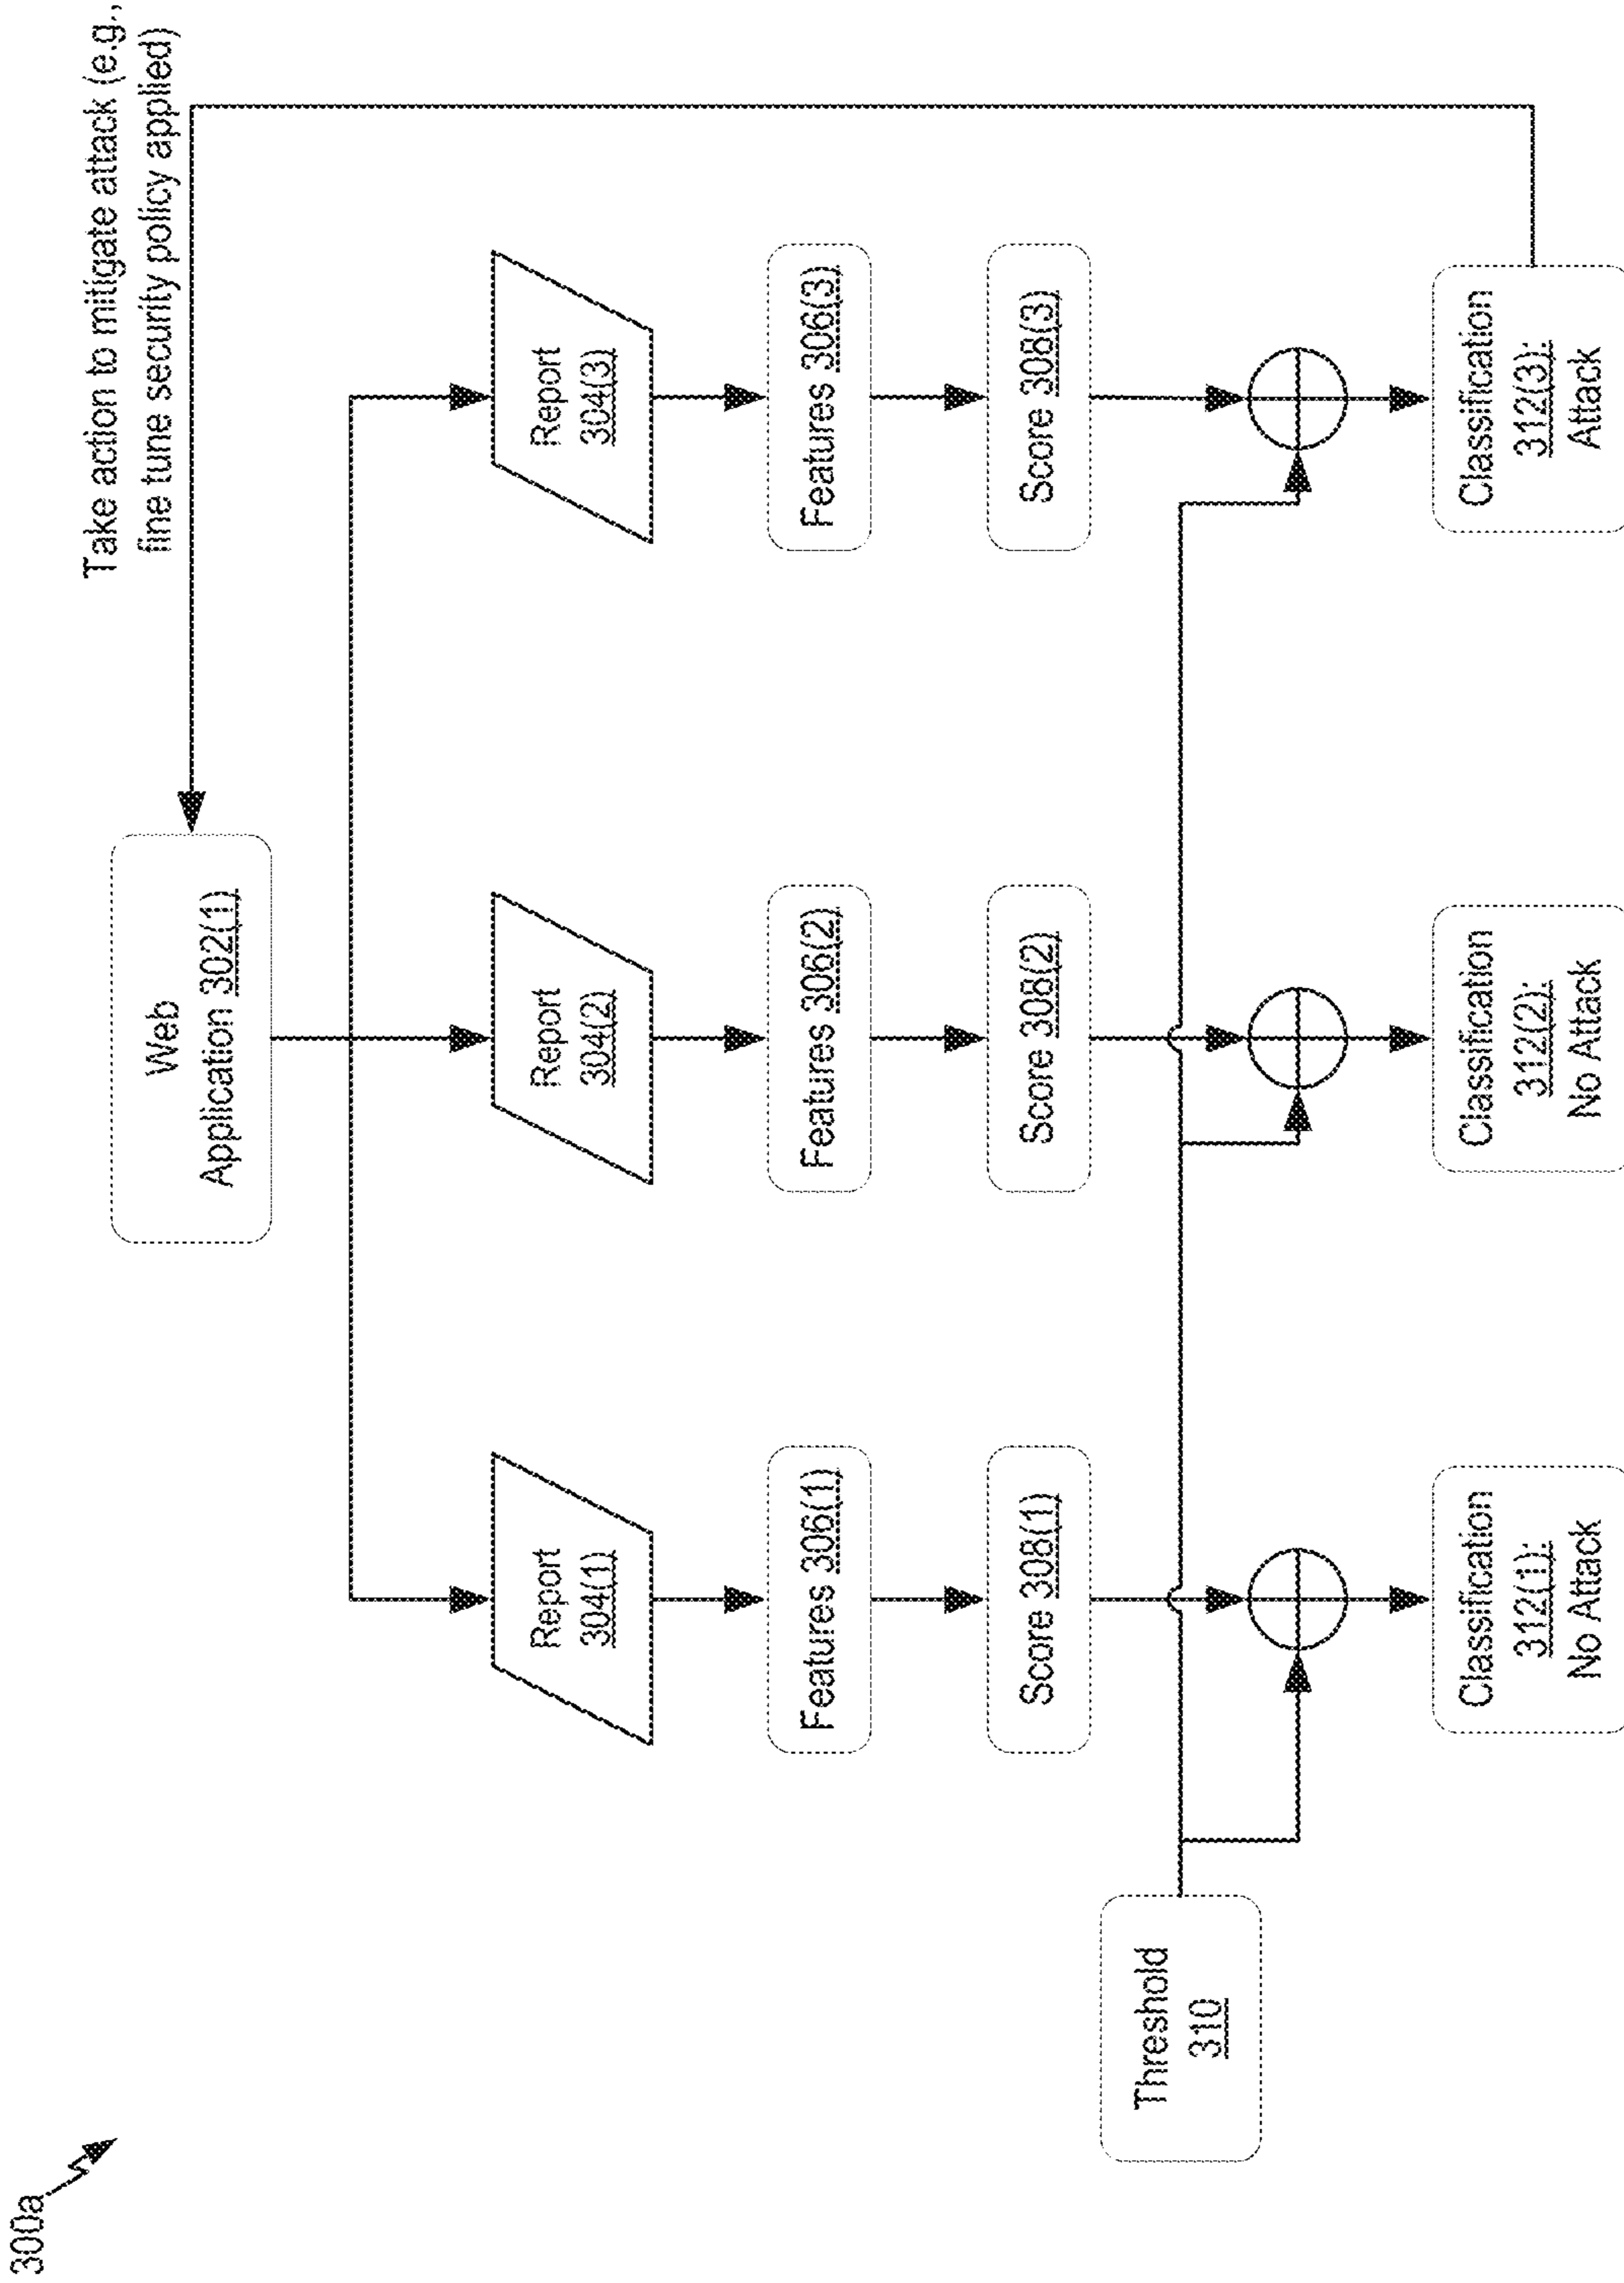 300a
Take action to mitigate attack (e.g.,
fine tune security policy applied)
Web
Application 302(1)
Report
304(1)
Report
304(2)
Report
304(3)
Features 306(1)
Features 306(2)
Features 306(3)
Score 308(1)
Score 308(2)
Score 308(3)
Threshold
310
Classification
312(1):
No Attack
Classification
312(2):
No Attack
Classification
312(3):
Attack